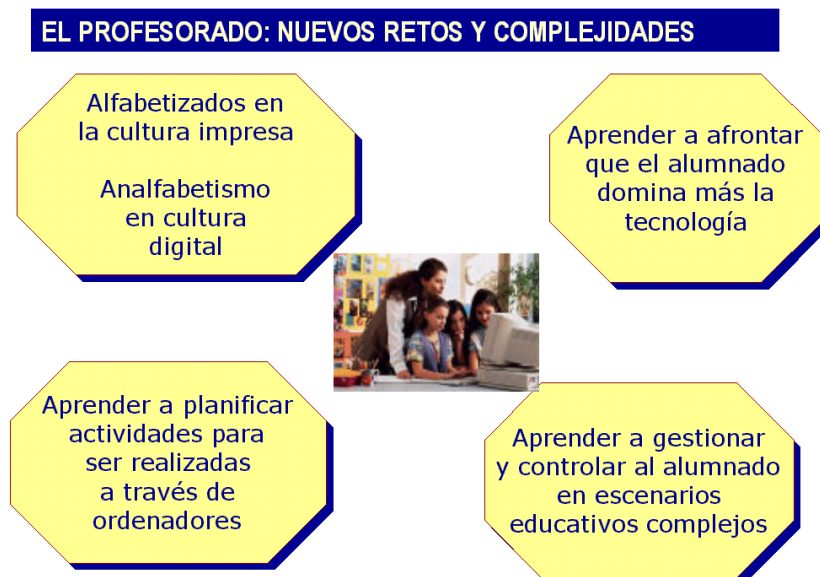 EL PROFESORADO: NUEVOS RETOS Y COMPLEJIDADES
Alfabetizados en
la cultura impresa
Analfabetismo
en cultura
digital
Aprender a afrontar
que el alumnado
domina más la
tecnología
Aprender a planificar
actividades para
ser realizadas
a través de
ordenadores
Aprender a gestionar
y controlar al alumnado
en escenarios
educativos complejos